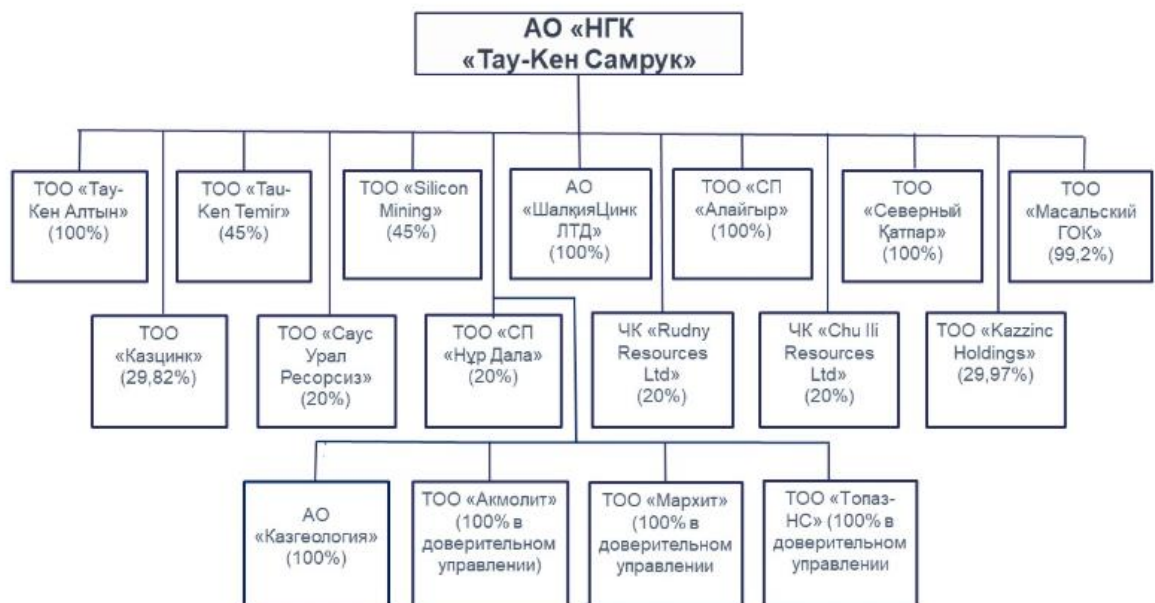 АО «НГК
«Тау-Кен Самрук»
ТОО «Тау-
Кен Алтын»
(100%)
ТОО «Tau-
Ken Temir»
(45%)
ТОО «Silicon
Mining»
(45%)
АО
«ШалқияЦинк
ЛТД»
(100%)
ТОО «СП
«Алайгыр»
(100%)
ТОО
«Северный
Қатпар»
(100%)
ТОО
«Масальский
ГОК»
(99,2%)
ТОО
«Казцинк»
(29,82%)
ТОО «Саус
Урал
Ресорсиз»
(20%)
ТОО «СП
«Нұр Дала»
(20%)
ЧК «Rudny
Resources
Ltd»
(20%)
ЧК «Chu Ili
Resources
Ltd»
(20%)
ТОО «Kazzinc
Holdings»
(29,97%)
АО
«Казгеология»
(100%)
ТОО «Акмолит»
(100% в
доверительном
управлении)
ТОО «Мархит»
(100% в
доверительном
управлении
ТОО «Топаз-
НС» (100% в
доверительном
управлении